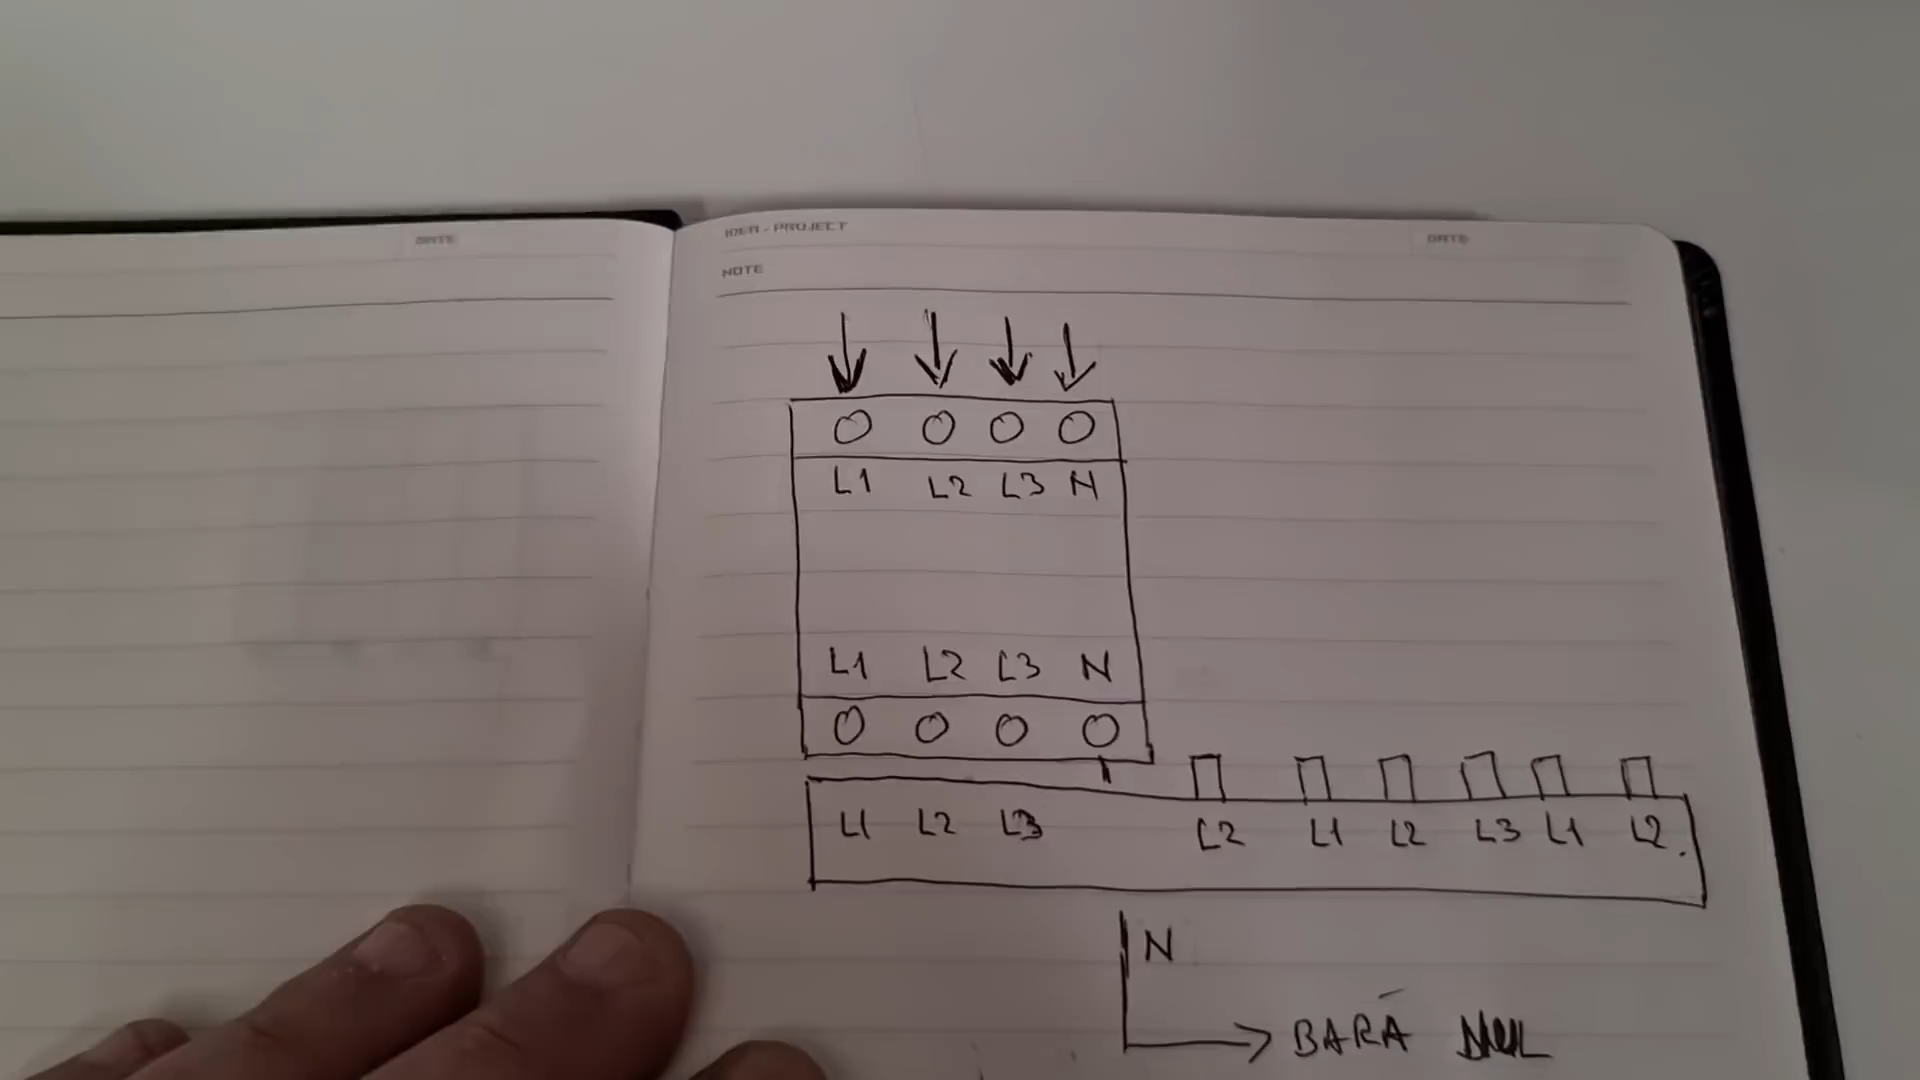 DATE
IDEA - PROJECT
DATE
NOTE
L1 L2 L3 N
L1 L2 L3 N
L1 L2 L3 L2 L1 L2 L3 L1 L2
N
BARĂ NUL